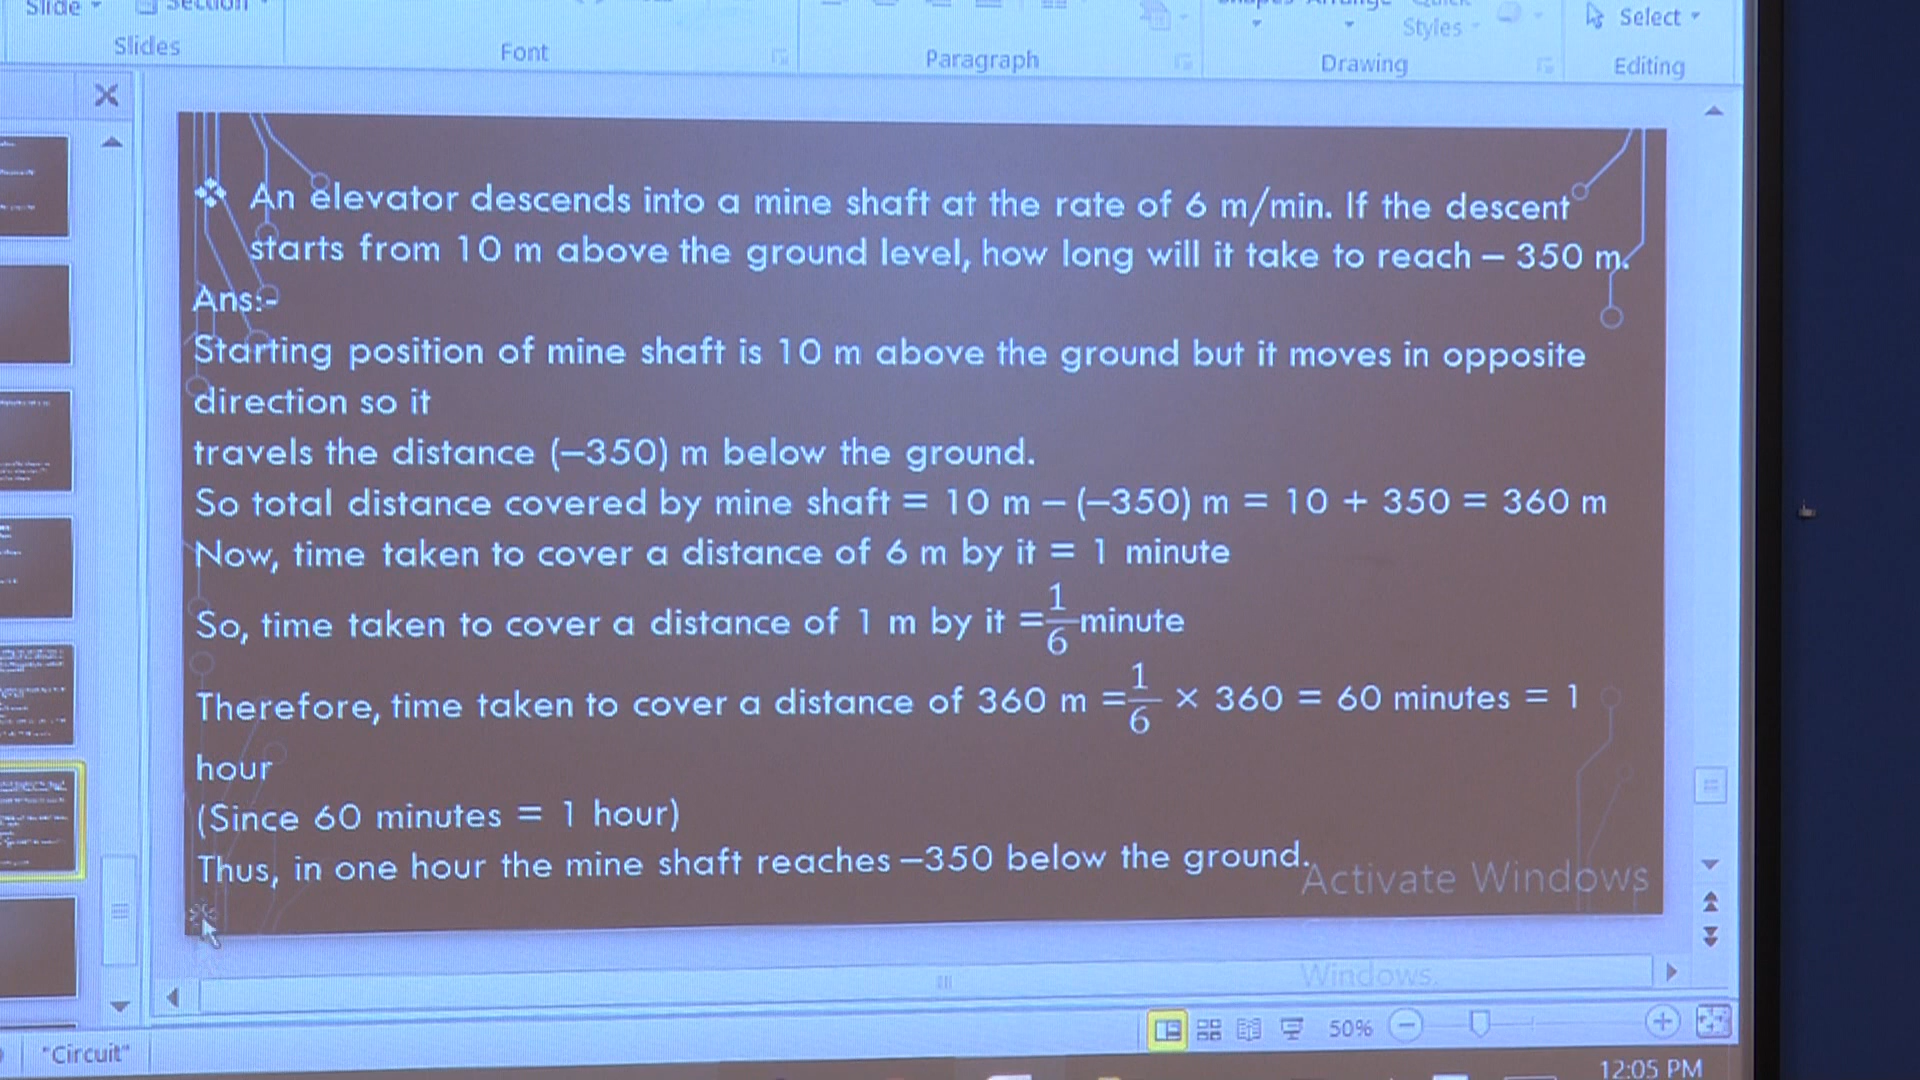 Slide
Section
Slides
Font
Paragraph
Styles
Drawing
Select
Editing
An elevator descends into a mine shaft at the rate of 6 m/min. If the descent
starts from 10 m above the ground level, how long will it take to reach – 350 m.
Ans:-
Starting position of mine shaft is 10 m above the ground but it moves in opposite
direction so it
travels the distance (–350) m below the ground.
So total distance covered by mine shaft = 10 m – (–350) m = 10 + 350 = 360 m
Now, time taken to cover a distance of 6 m by it = 1 minute
So, time taken to cover a distance of 1 m by it = 1/6 minute
Therefore, time taken to cover a distance of 360 m = 1/6 × 360 = 60 minutes = 1
hour
(Since 60 minutes = 1 hour)
Thus, in one hour the mine shaft reaches –350 below the ground.
Activate Windows
Windows.
50%
"Circuit"
12:05 PM